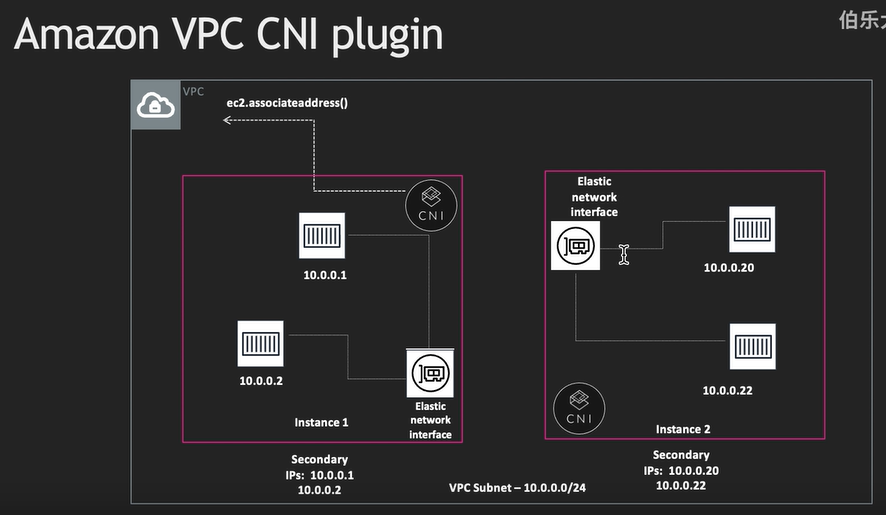 Amazon VPC CNI plugin
伯乐
VPC
ec2.associateaddress()
CNI
10.0.0.1
10.0.0.2
Elastic
network
interface
Instance 1
Secondary
IPs: 10.0.0.1
10.0.0.2
Elastic
network
interface
10.0.0.20
10.0.0.22
CNI
Instance 2
Secondary
IPs: 10.0.0.20
10.0.0.22
VPC Subnet – 10.0.0.0/24